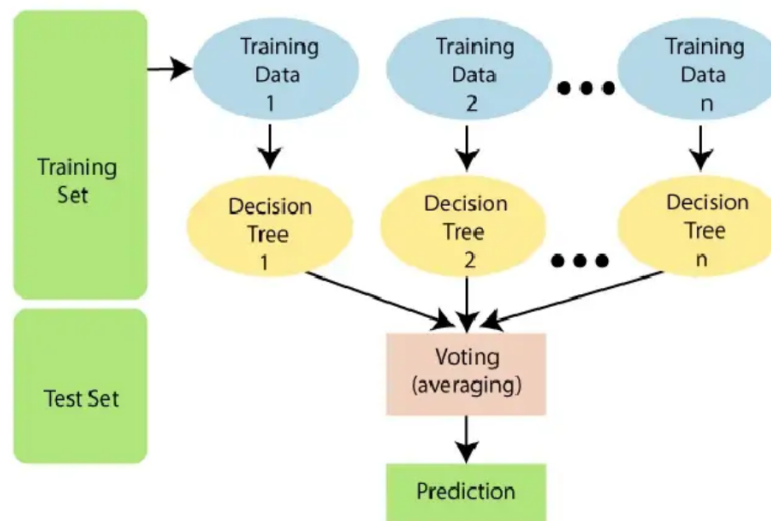 Training
Set
Test Set
Training
Data
1
Training
Data
2
Training
Data
n
Decision
Tree
1
Decision
Tree
2
Decision
Tree
n
Voting
(averaging)
Prediction